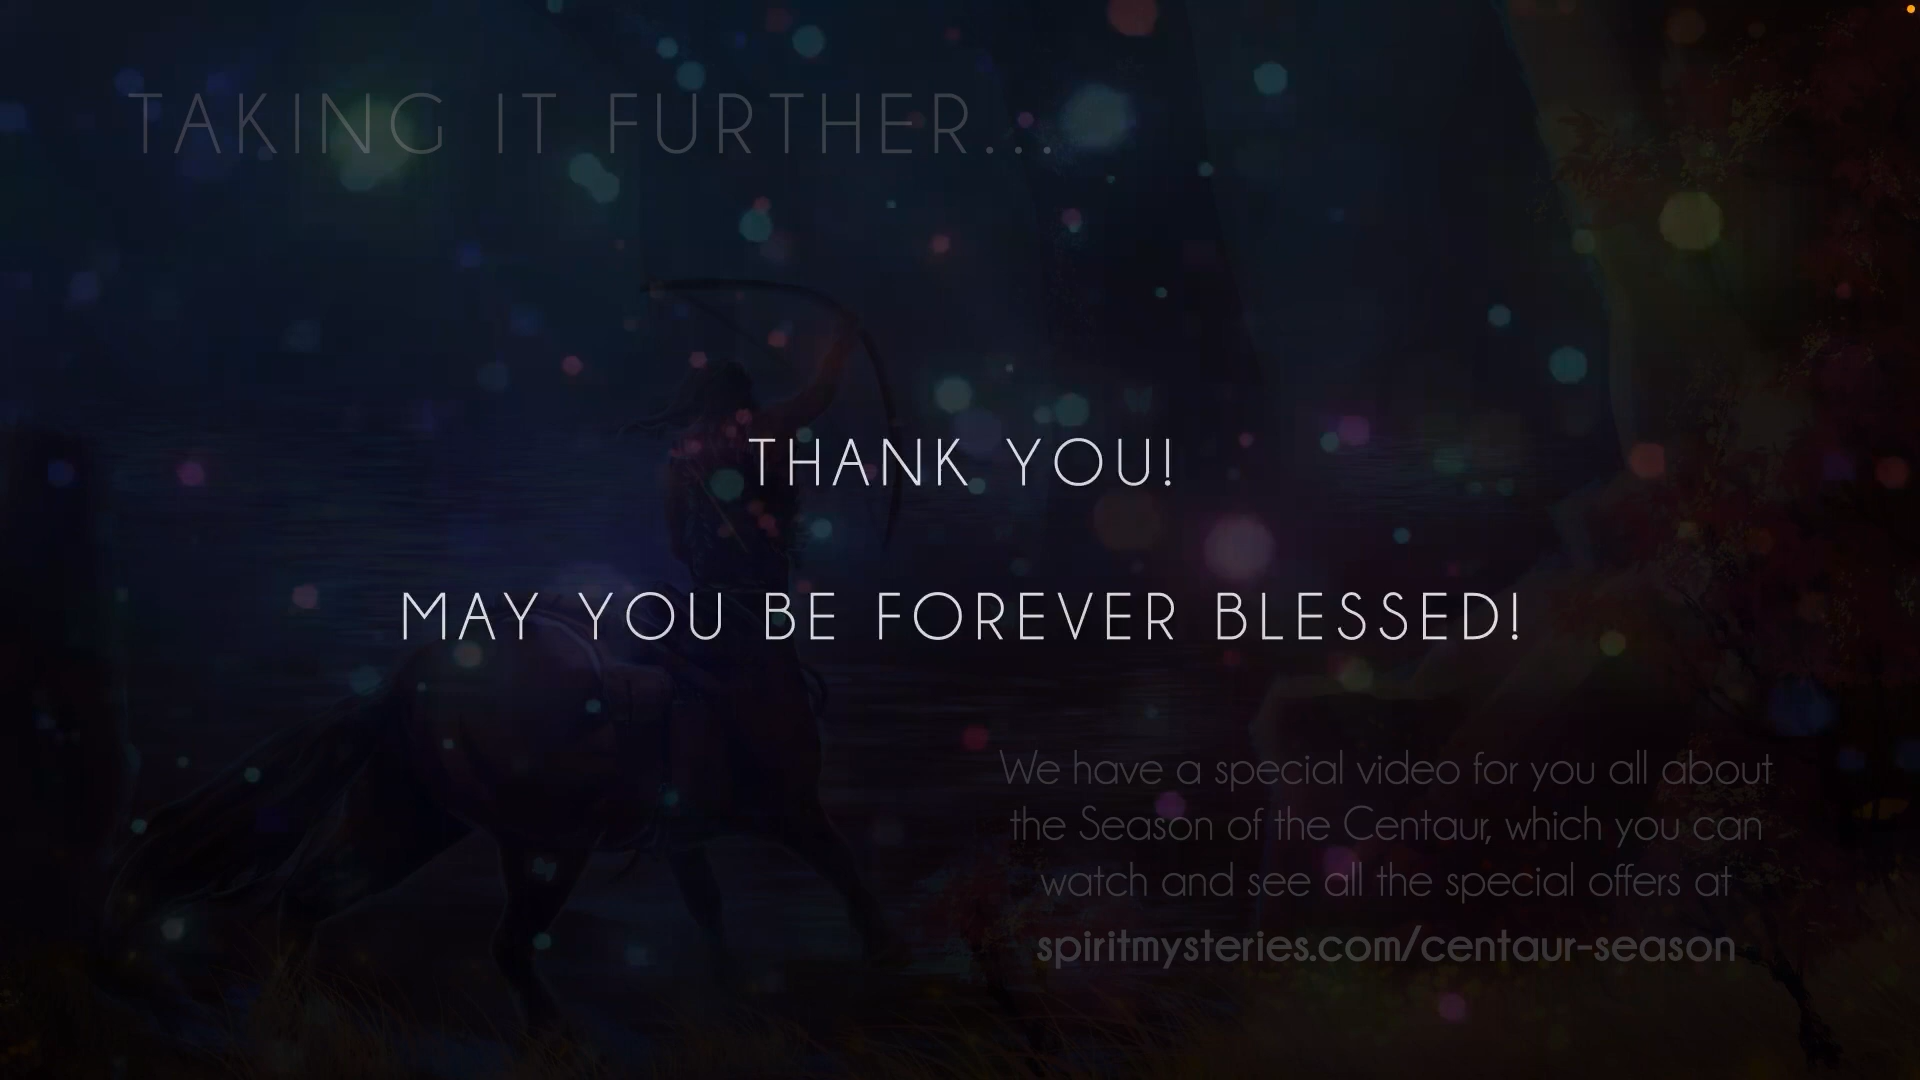 TAKING IT FURTHER...
THANK YOU!
MAY YOU BE FOREVER BLESSED!
We have a special video for you all about
the Season of the Centaur, which you can
watch and see all the special offers at
spiritmysteries.com/centaur-season